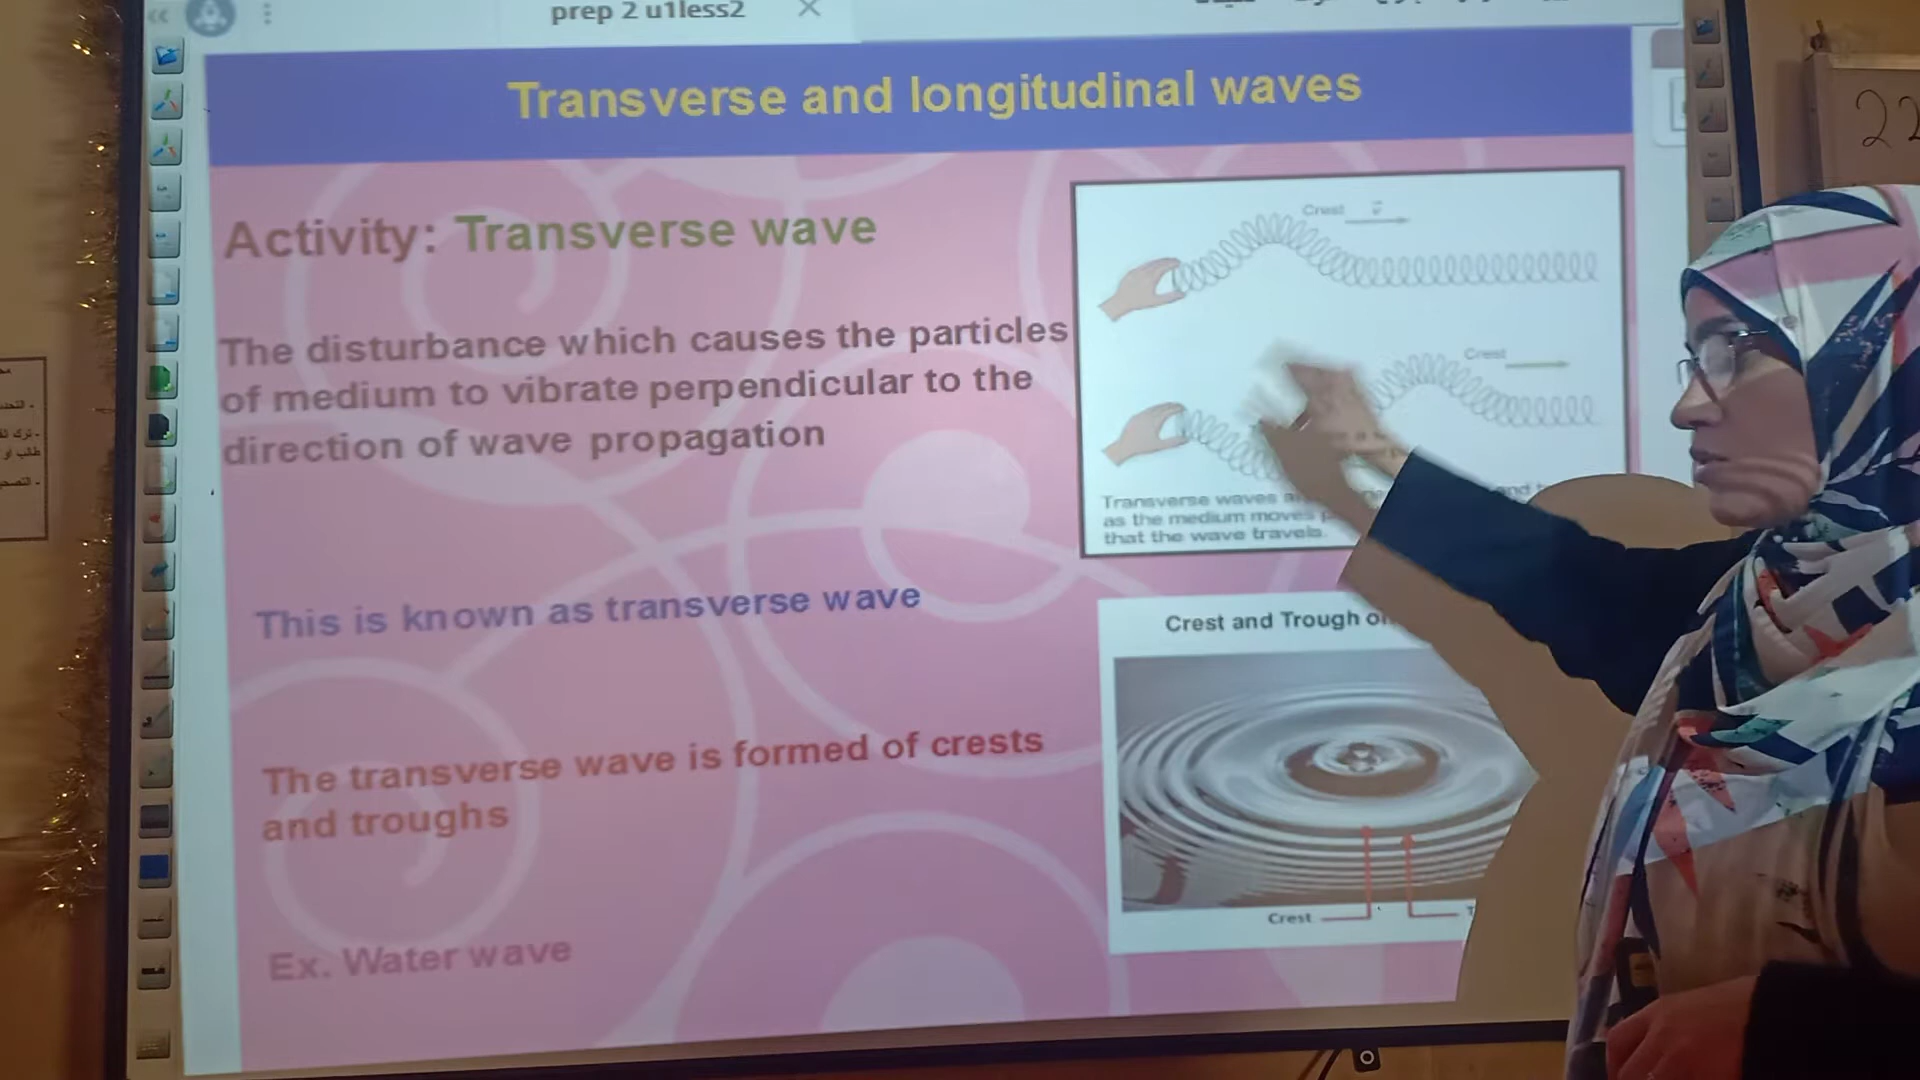 prep 2 u1less2
Transverse and longitudinal waves
22
Activity: Transverse wave
The disturbance which causes the particles
of medium to vibrate perpendicular to the
direction of wave propagation
This is known as transverse wave
The transverse wave is formed of crests
and troughs
Ex. Water wave
Crest v
Crest
Transverse waves
as the medium moves
that the wave travels.
Crest and Trough
Crest